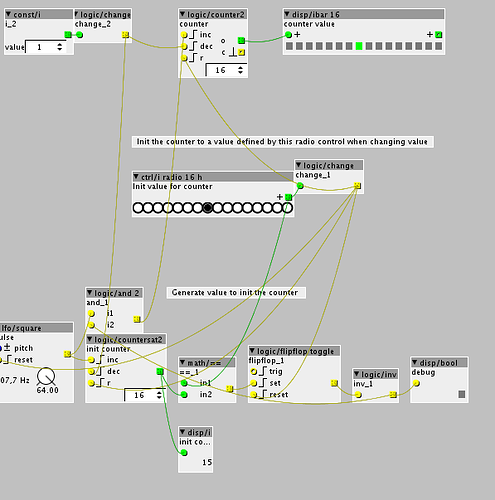 const/i
i_2
value 1
logic/change
change_2
logic/counter2
counter
inc
dec
r
o
c
16
disp/ibar 16
counter value
+ +
Init the counter to a value defined by this radio control when changing value
logic/change
change_1
ctrl/i radio 16 h
Init value for counter
+
Generate value to init the counter
logic/and 2
and_1
i1
i2
lfo/square
ulse
± pitch
reset
07,7 Hz
64.00
logic/countersat2
init counter
inc
dec
r
16
math/==
==_1
in1
in2
logic/flipflop toggle
flipflop_1
trig
set
reset
logic/inv
inv_1
disp/bool
debug
disp/i
init co...
15